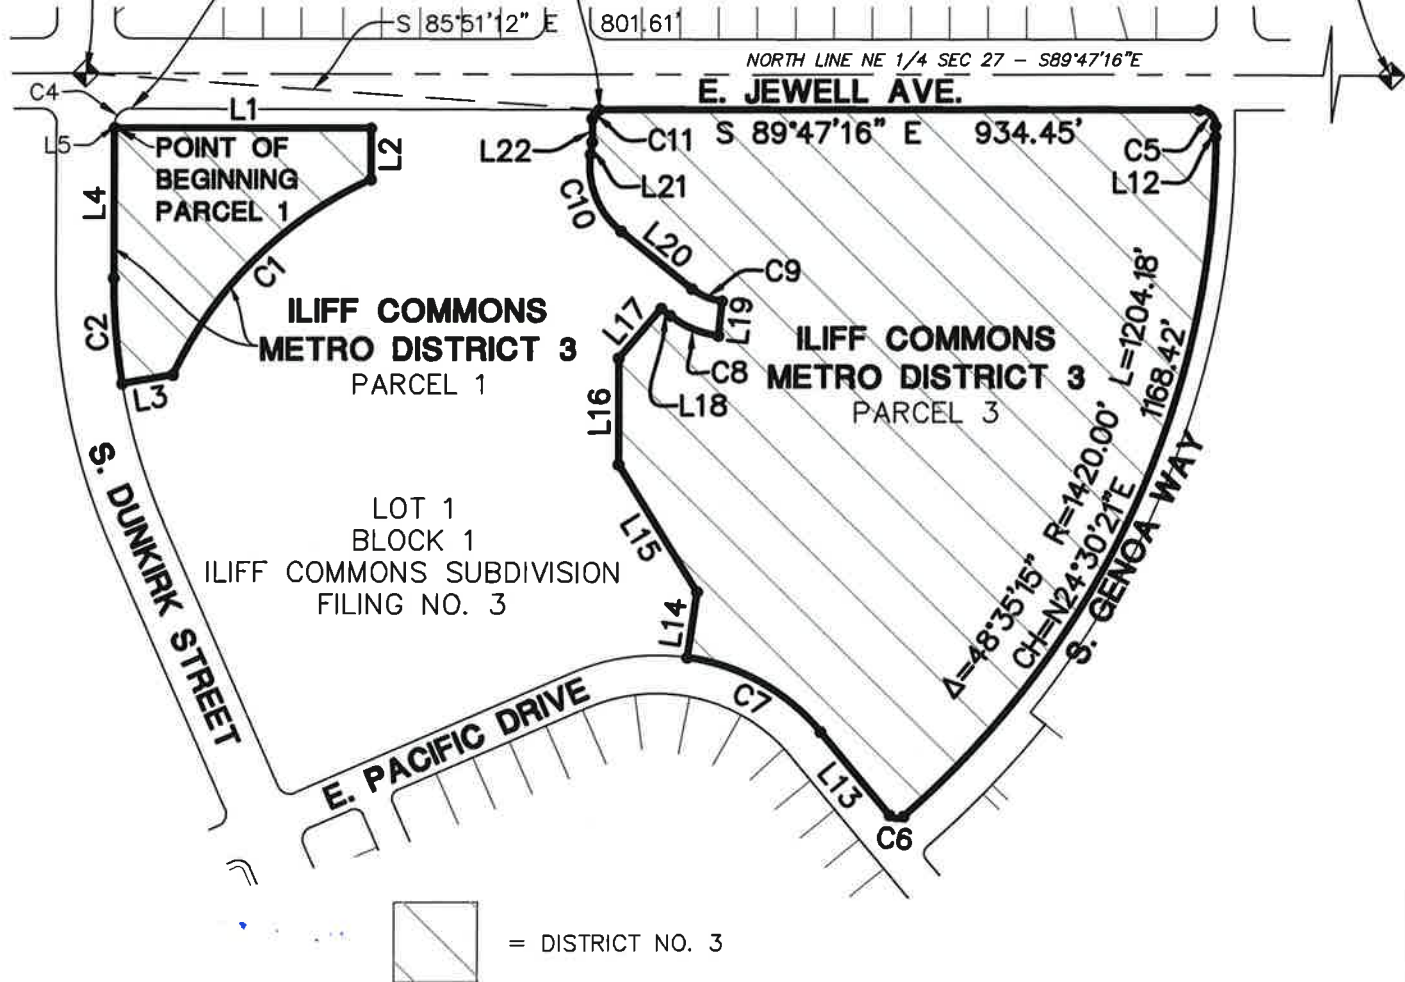 S 85°51'12" E 801.61'
NORTH LINE NE 1/4 SEC 27 - S89°47'16"E
C4
L1
E. JEWELL AVE.
L5
POINT OF
BEGINNING
PARCEL 1
L2
L22
C11
S 89°47'16" E 934.45'
C5
L12
L21
L4
C10
L20
C9
C1
C2
L3
ILIFF COMMONS
METRO DISTRICT 3
PARCEL 1
L17
L19
C8
L18
ILIFF COMMONS
METRO DISTRICT 3
PARCEL 3
L16
Δ=48°35'15" R=1420.00' L=1204.18'
CH=N24°30'21"E 1168.42'
S. GENOA WAY
S. DUNKIRK STREET
LOT 1
BLOCK 1
ILIFF COMMONS SUBDIVISION
FILING NO. 3
L15
L14
C7
E. PACIFIC DRIVE
L13
C6
= DISTRICT NO. 3